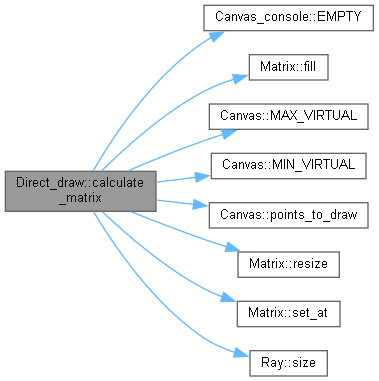 Canvas_console::EMPTY
Matrix::fill
Canvas::MAX_VIRTUAL
Canvas::MIN_VIRTUAL
Direct_draw::calculate
_matrix
Canvas::points_to_draw
Matrix::resize
Matrix::set_at
Ray::size